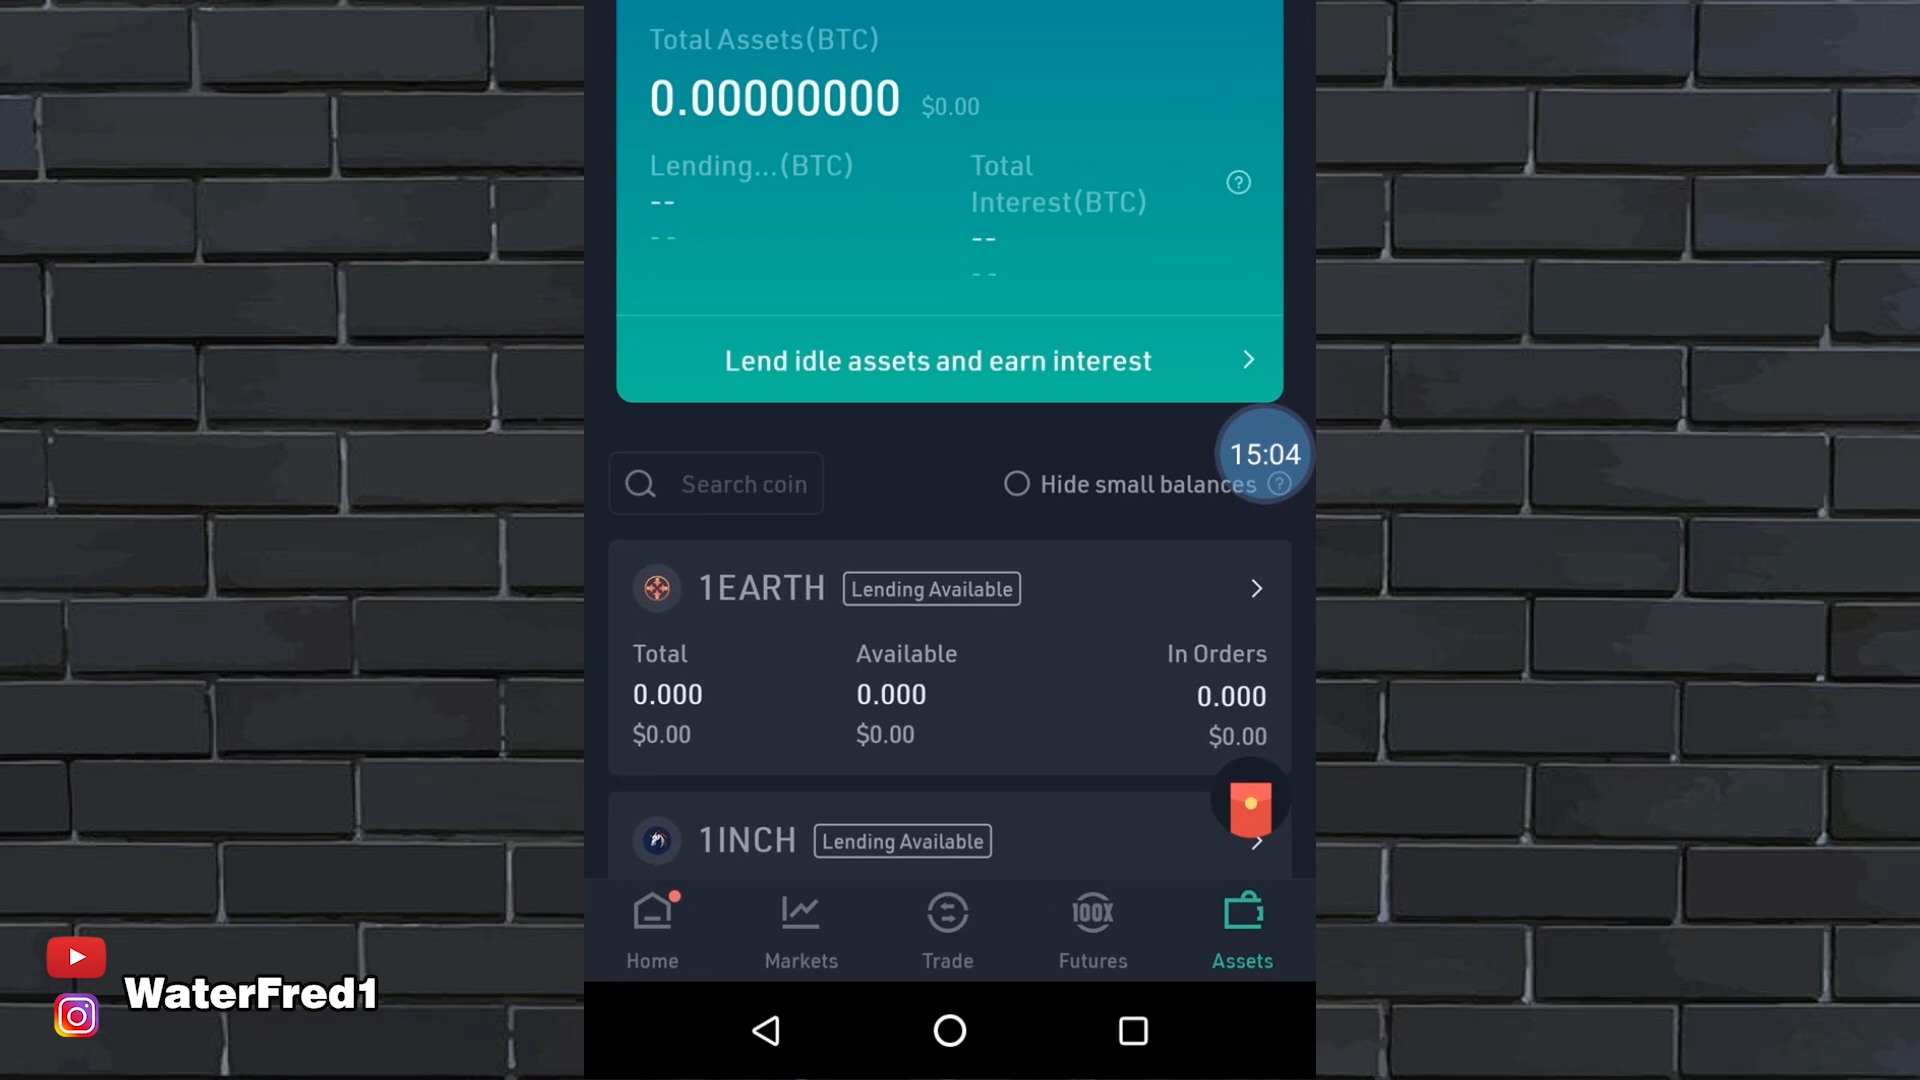 Total Assets(BTC)
0.00000000 $0.00
Lending...(BTC)
--
--
Total
Interest(BTC)
--
--
?
Lend idle assets and earn interest
15:04
Search coin
Hide small balances ?
1EARTH Lending Available
Total Available In Orders
0.000 0.000 0.000
$0.00 $0.00 $0.00
1INCH Lending Available
100X
Home Markets Trade Futures Assets
WaterFred1